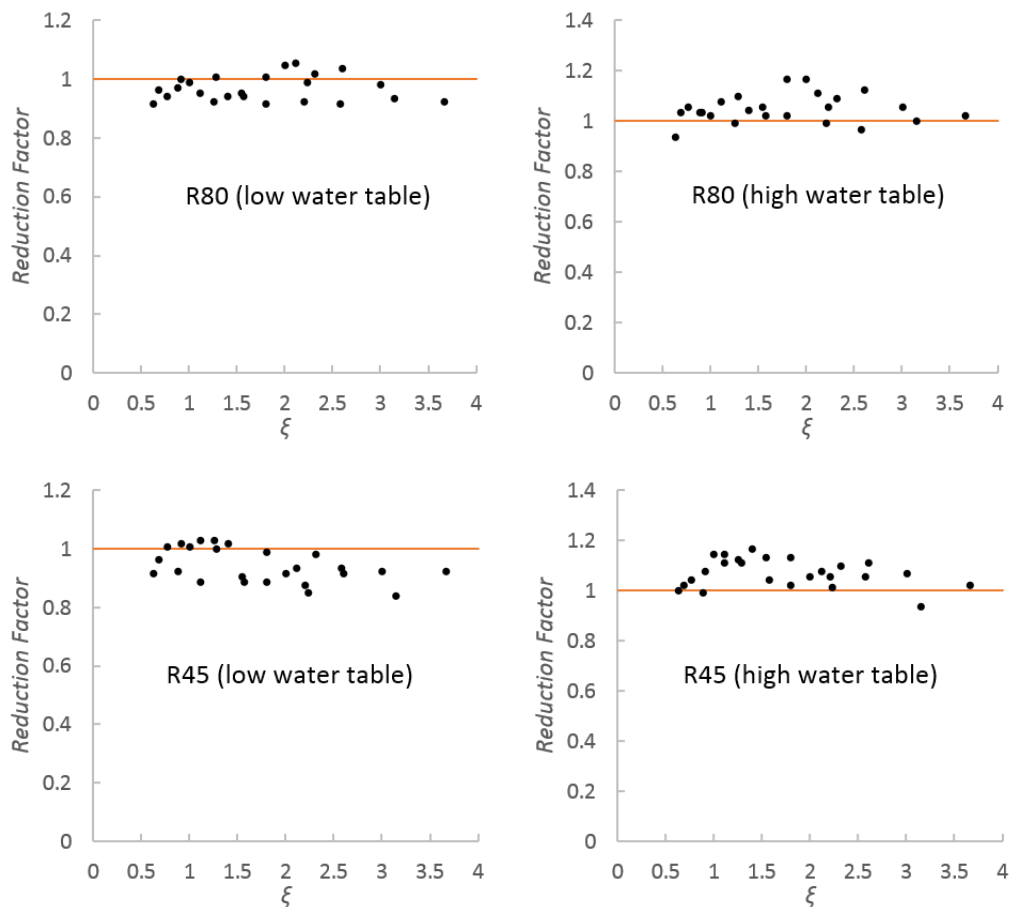 1.2
1
0.8
0.6
0.4
0.2
0
Reduction Factor
R80 (low water table)
0 0.5 1 1.5 2 2.5 3 3.5 4
ξ
1.4
1.2
1
0.8
0.6
0.4
0.2
0
Reduction Factor
R80 (high water table)
0 0.5 1 1.5 2 2.5 3 3.5 4
ξ
1.2
1
0.8
0.6
0.4
0.2
0
Reduction Factor
R45 (low water table)
0 0.5 1 1.5 2 2.5 3 3.5 4
ξ
1.4
1.2
1
0.8
0.6
0.4
0.2
0
Reduction Factor
R45 (high water table)
0 0.5 1 1.5 2 2.5 3 3.5 4
ξ